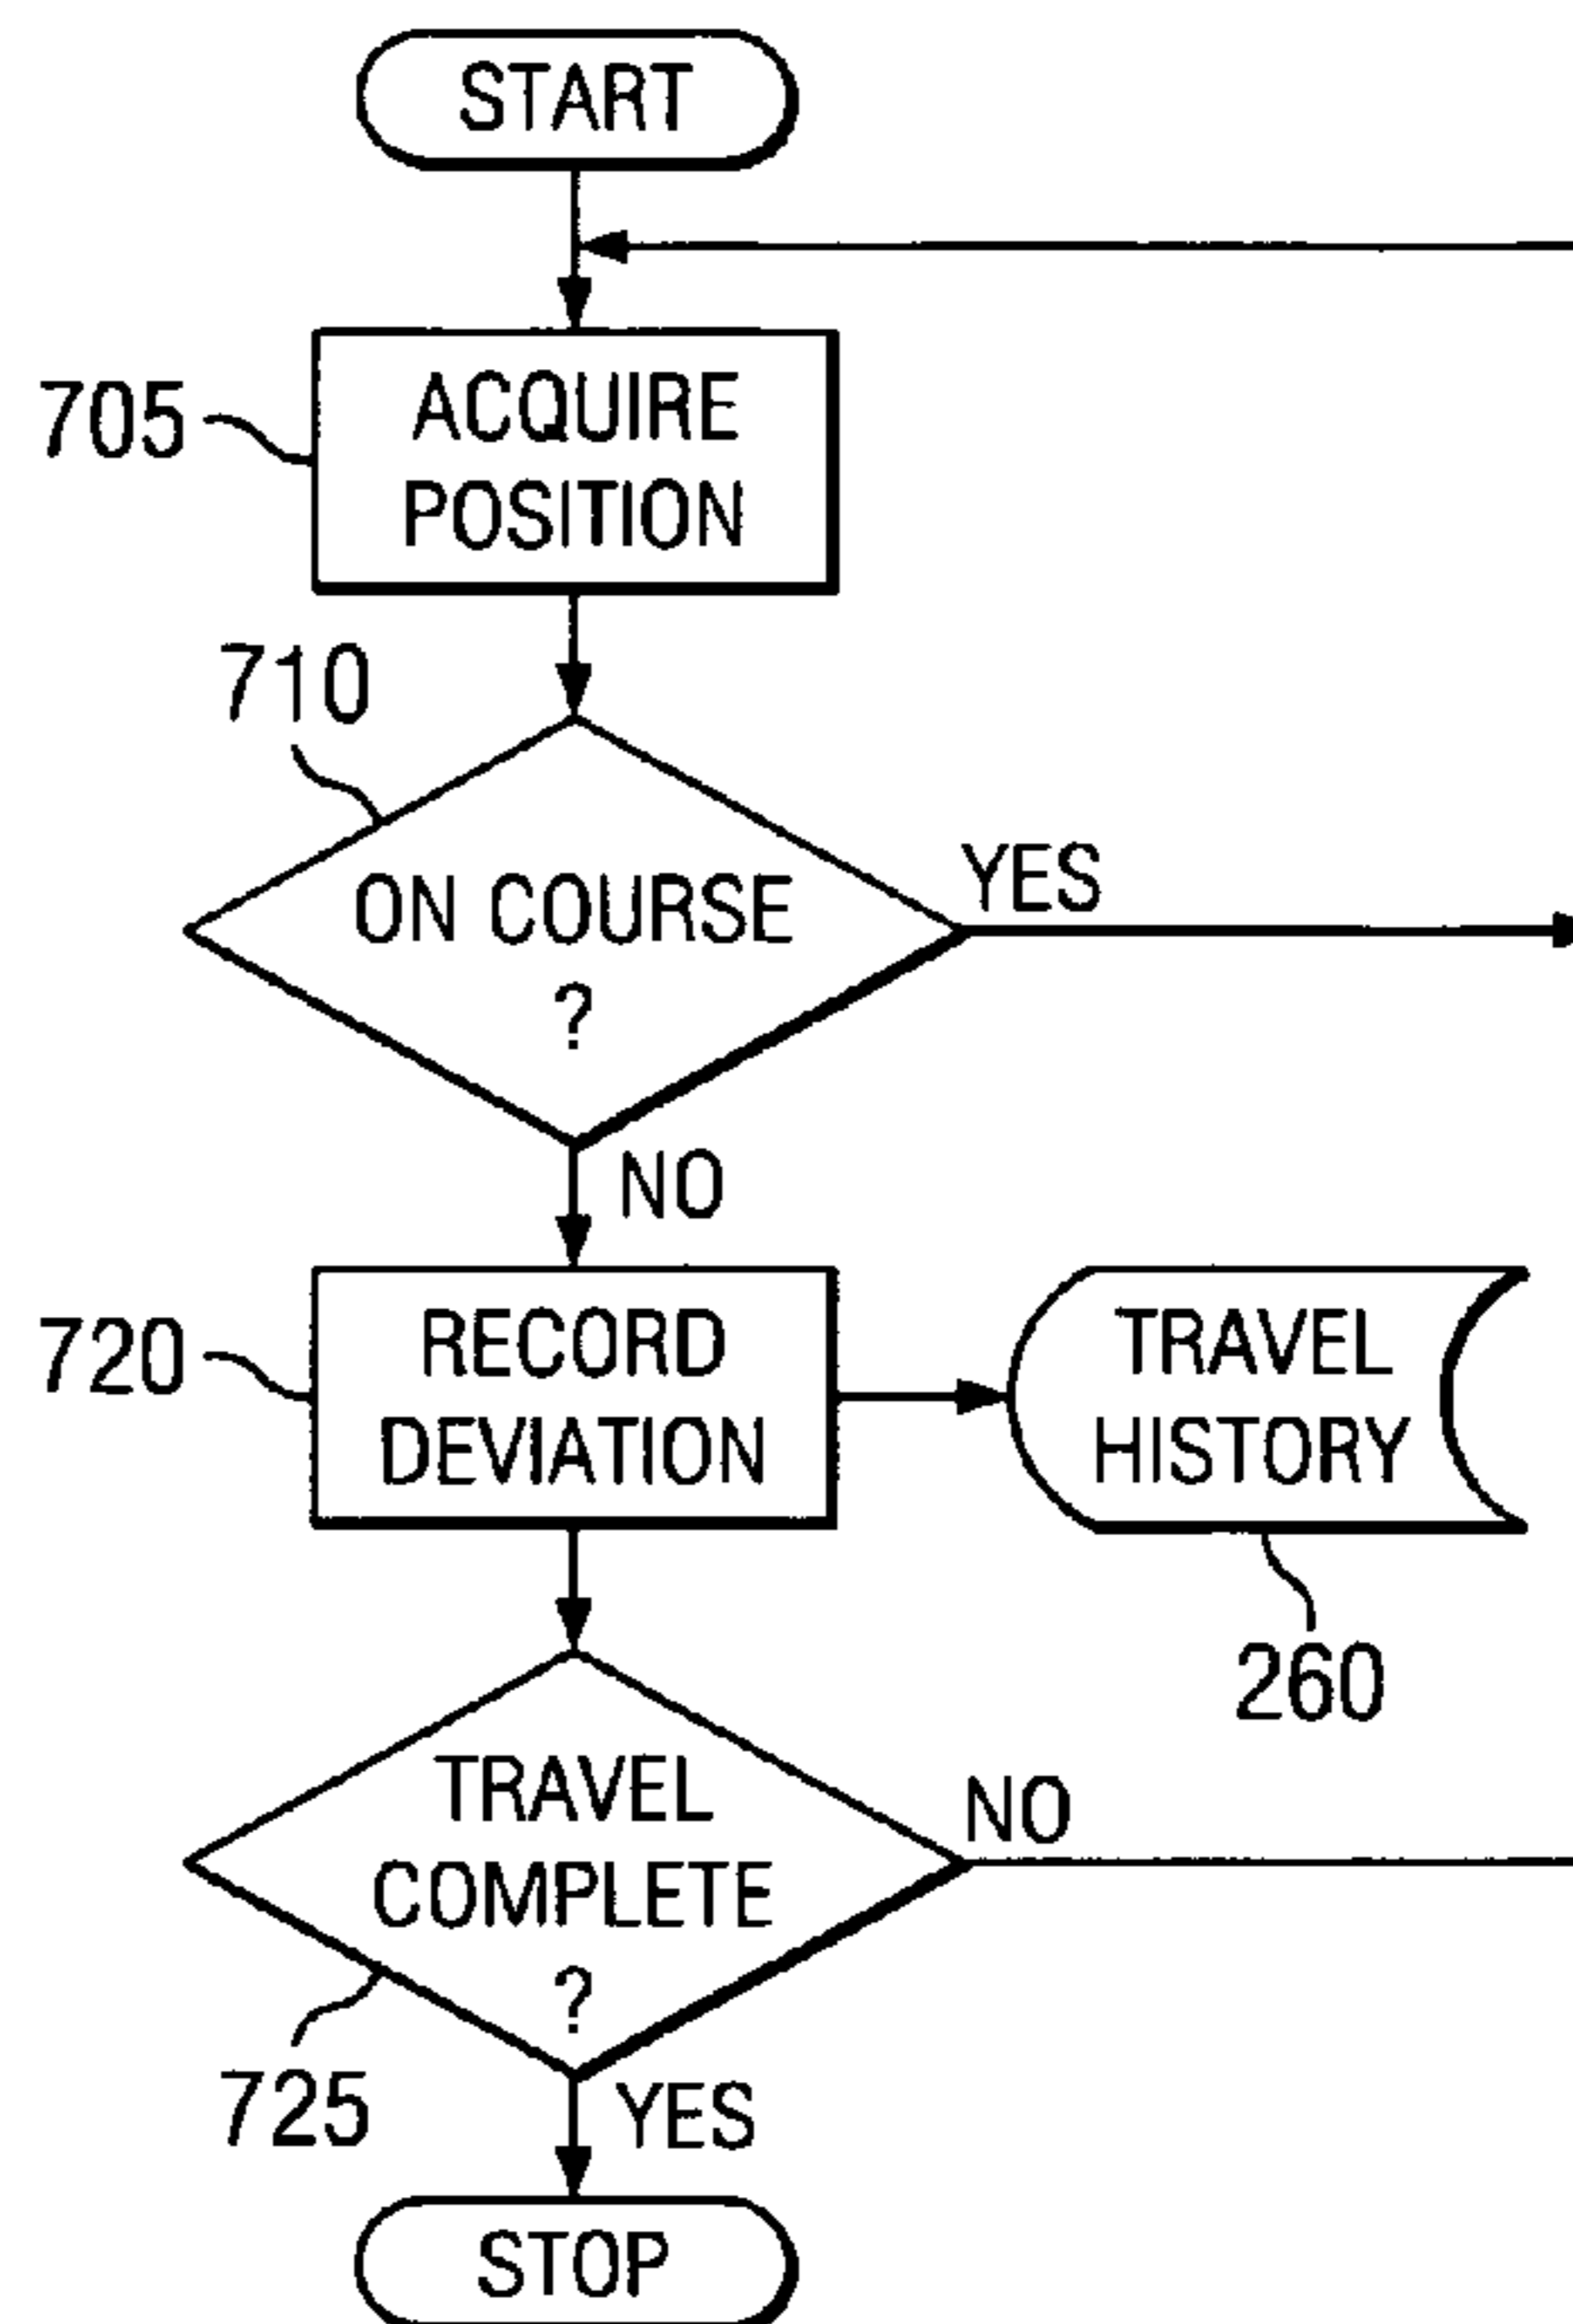 START
705
ACQUIRE
POSITION
710
ON COURSE
?
YES
NO
720
RECORD
DEVIATION
TRAVEL
HISTORY
260
TRAVEL
COMPLETE
?
NO
725
YES
STOP